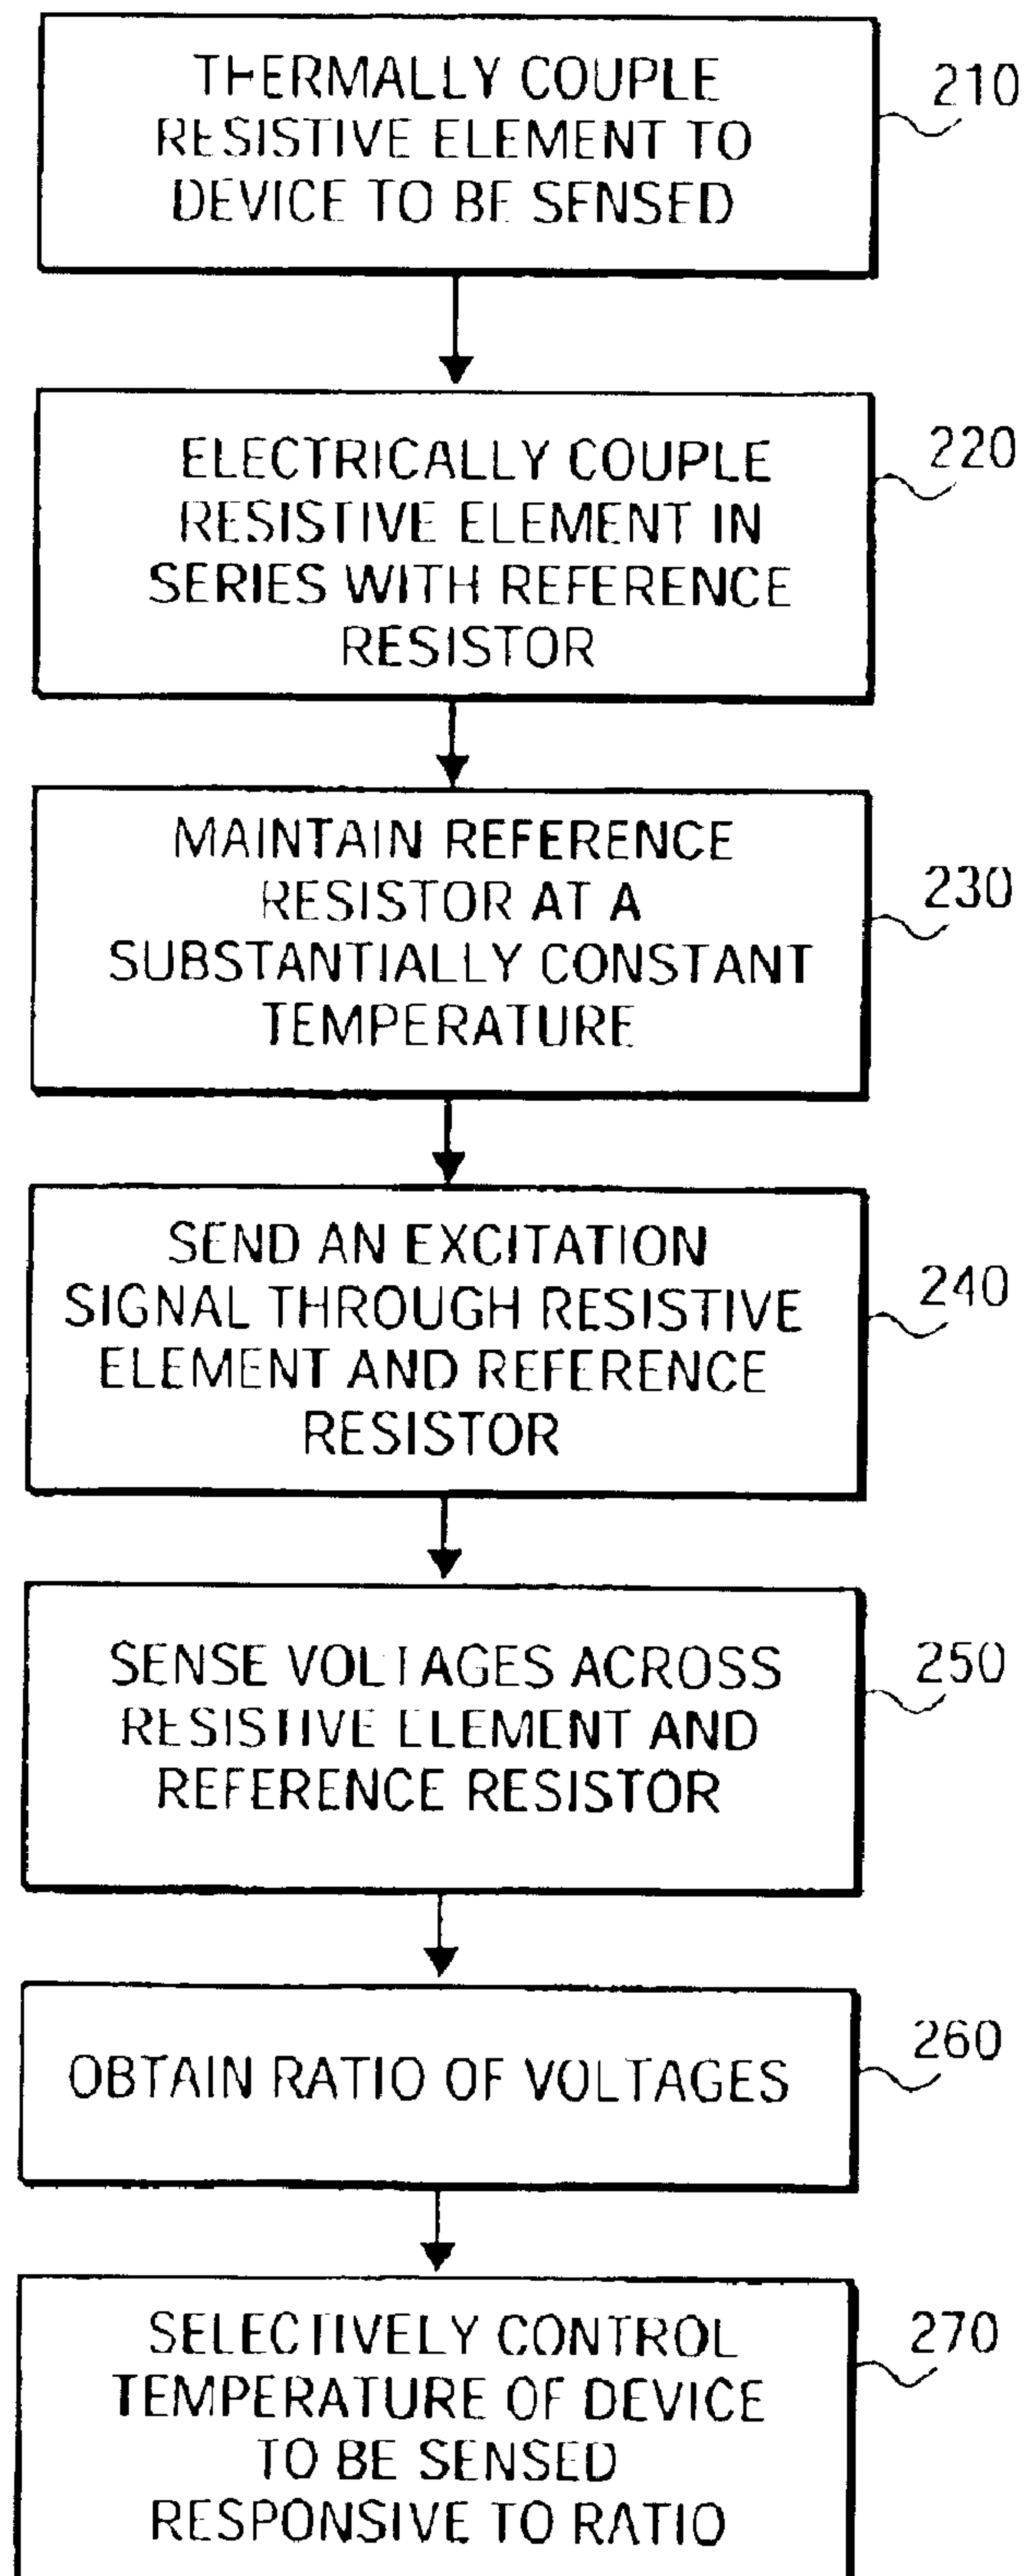 THERMALLY COUPLE
RESISTIVE ELEMENT TO
DEVICE TO BE SENSED
210
ELECTRICALLY COUPLE
RESISTIVE ELEMENT IN
SERIES WITH REFERENCE
RESISTOR
220
MAINTAIN REFERENCE
RESISTOR AT A
SUBSTANTIALLY CONSTANT
TEMPERATURE
230
SEND AN EXCITATION
SIGNAL THROUGH RESISTIVE
ELEMENT AND REFERENCE
RESISTOR
240
SENSE VOLTAGES ACROSS
RESISTIVE ELEMENT AND
REFERENCE RESISTOR
250
OBTAIN RATIO OF VOLTAGES
260
SELECTIVELY CONTROL
TEMPERATURE OF DEVICE
TO BE SENSED
RESPONSIVE TO RATIO
270